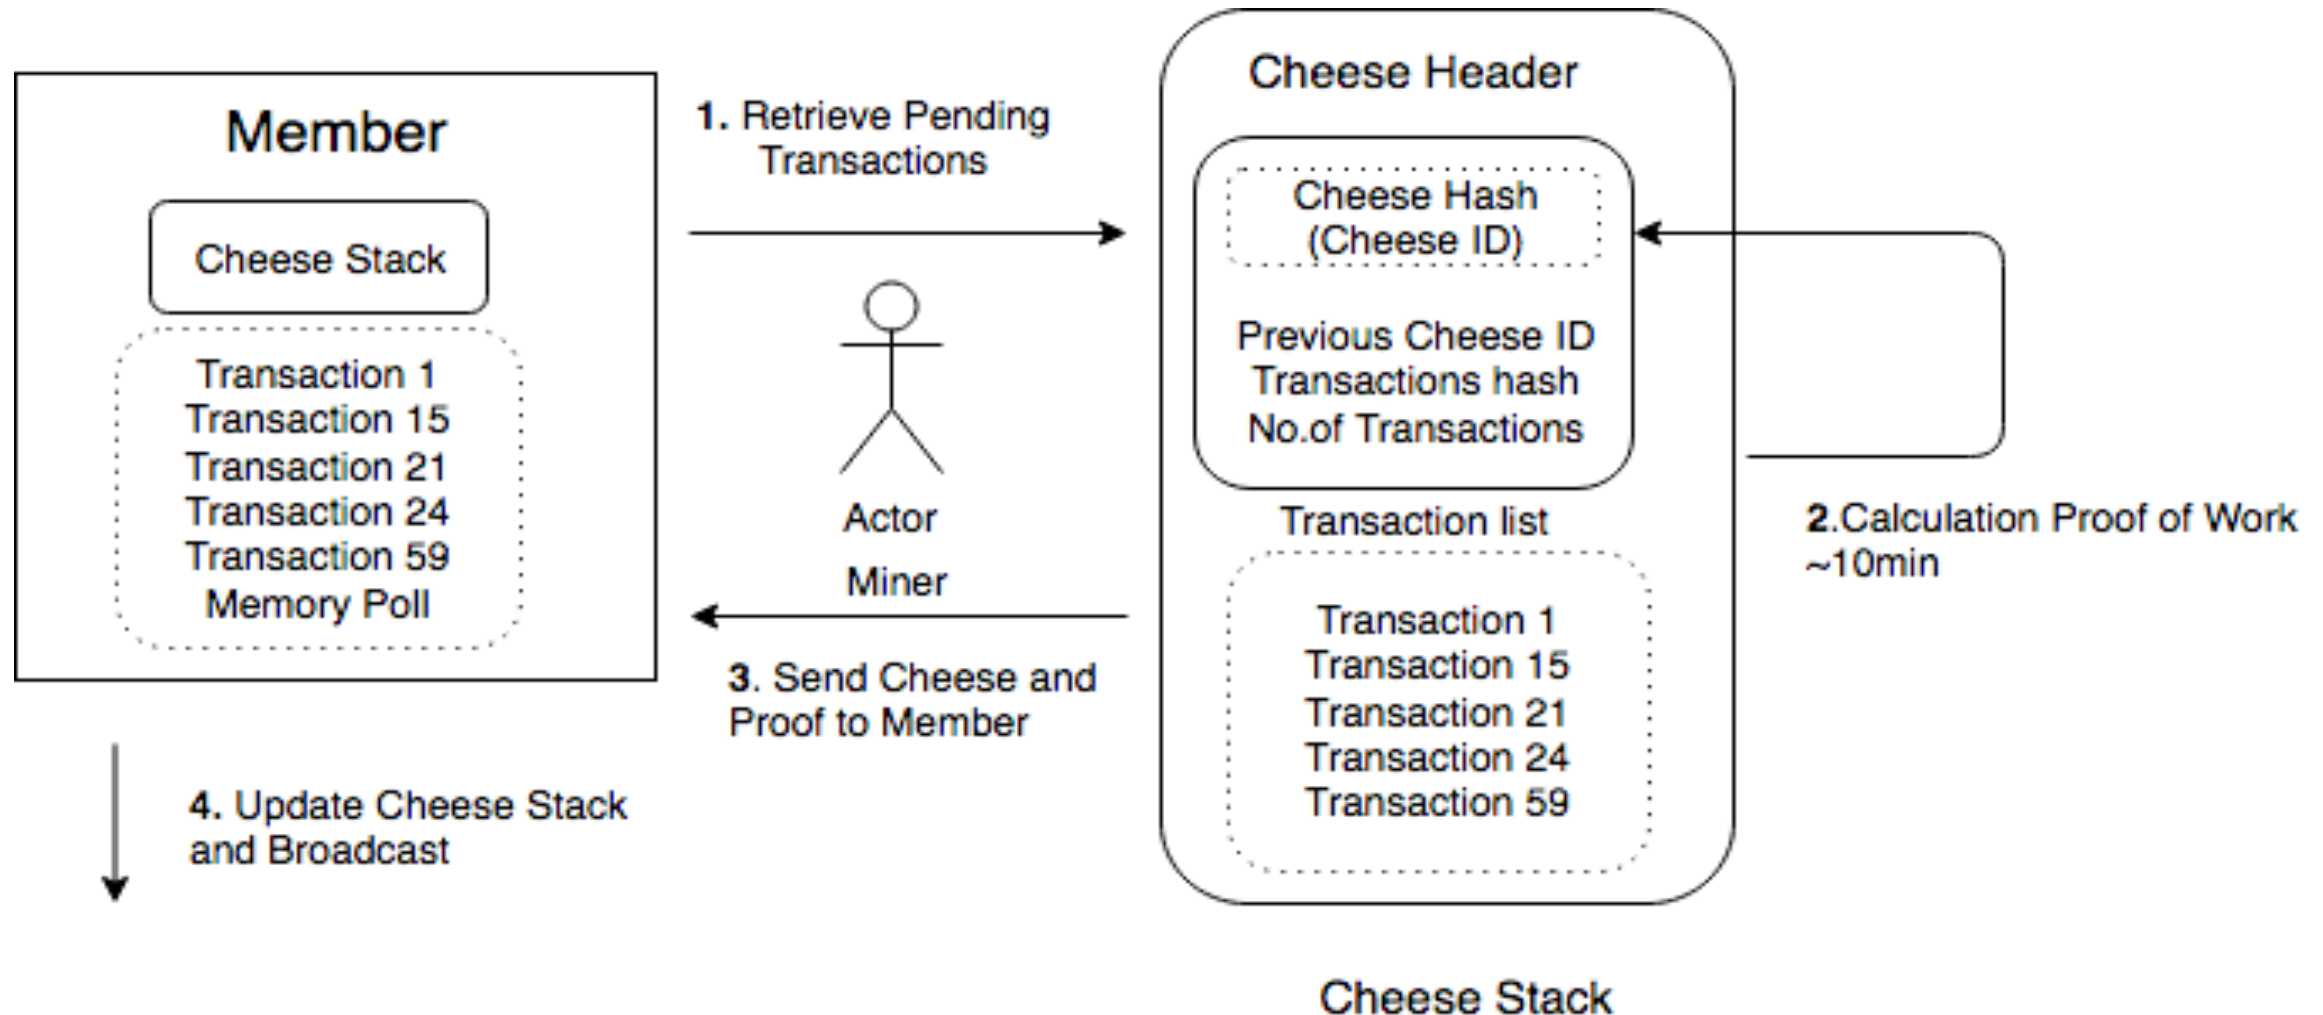 Member
Cheese Stack
Transaction 1
Transaction 15
Transaction 21
Transaction 24
Transaction 59
Memory Poll
1. Retrieve Pending
Transactions
Actor
Miner
3. Send Cheese and
Proof to Member
4. Update Cheese Stack
and Broadcast
Cheese Header
Cheese Hash
(Cheese ID)
Previous Cheese ID
Transactions hash
No.of Transactions
Transaction list
Transaction 1
Transaction 15
Transaction 21
Transaction 24
Transaction 59
2.Calculation Proof of Work
~10min
Cheese Stack